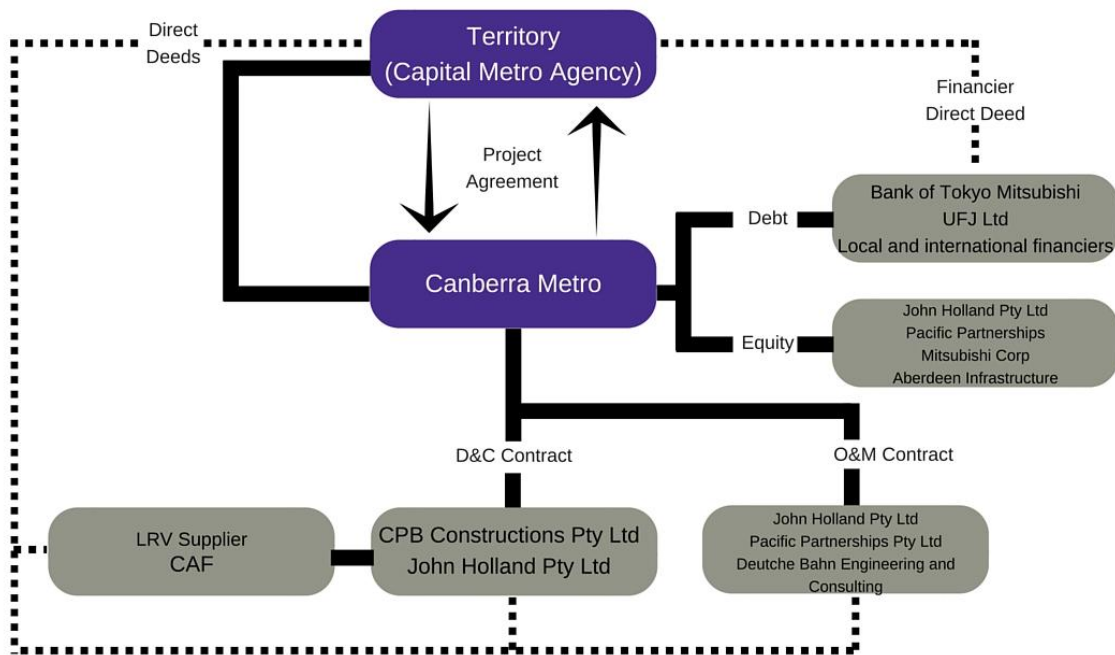 Direct
Deeds
Territory
(Capital Metro Agency)
Financier
Direct Deed
Project
Agreement
Bank of Tokyo Mitsubishi
UFJ Ltd
Local and international financiers
Debt
Canberra Metro
Equity
John Holland Pty Ltd
Pacific Partnerships
Mitsubishi Corp
Aberdeen Infrastructure
D&C Contract
O&M Contract
LRV Supplier
CAF
CPB Constructions Pty Ltd
John Holland Pty Ltd
John Holland Pty Ltd
Pacific Partnerships Pty Ltd
Deutche Bahn Engineering and
Consulting